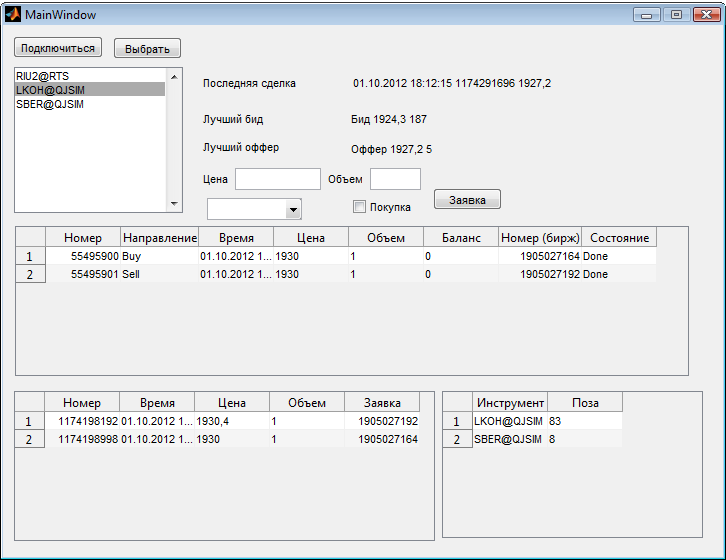 MainWindow
Подключиться Выбрать
RIU2@RTS
LKOH@QJSIM
SBER@QJSIM
Последняя сделка 01.10.2012 18:12:15 1174291696 1927,2
Лучший бид Бид 1924,3 187
Лучший оффер Оффер 1927,2 5
Цена Объем
Покупка Заявка
Номер Направление Время Цена Объем Баланс Номер (бирж) Состояние
1 55495900 Buy 01.10.2012 1... 1930 1 0 1905027164 Done
2 55495901 Sell 01.10.2012 1... 1930 1 0 1905027192 Done
Номер Время Цена Объем Заявка
1 1174198192 01.10.2012 1... 1930,4 1 1905027192
2 1174198998 01.10.2012 1... 1930 1 1905027164
Инструмент Поза
1 LKOH@QJSIM 83
2 SBER@QJSIM 8